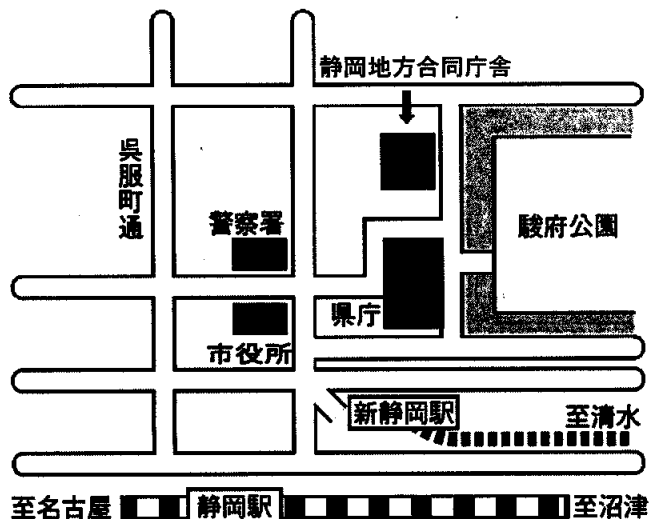 静岡地方合同庁舎
呉服町通
警察署
駿府公園
県庁
市役所
新静岡駅
至清水
至名古屋
静岡駅
至沼津